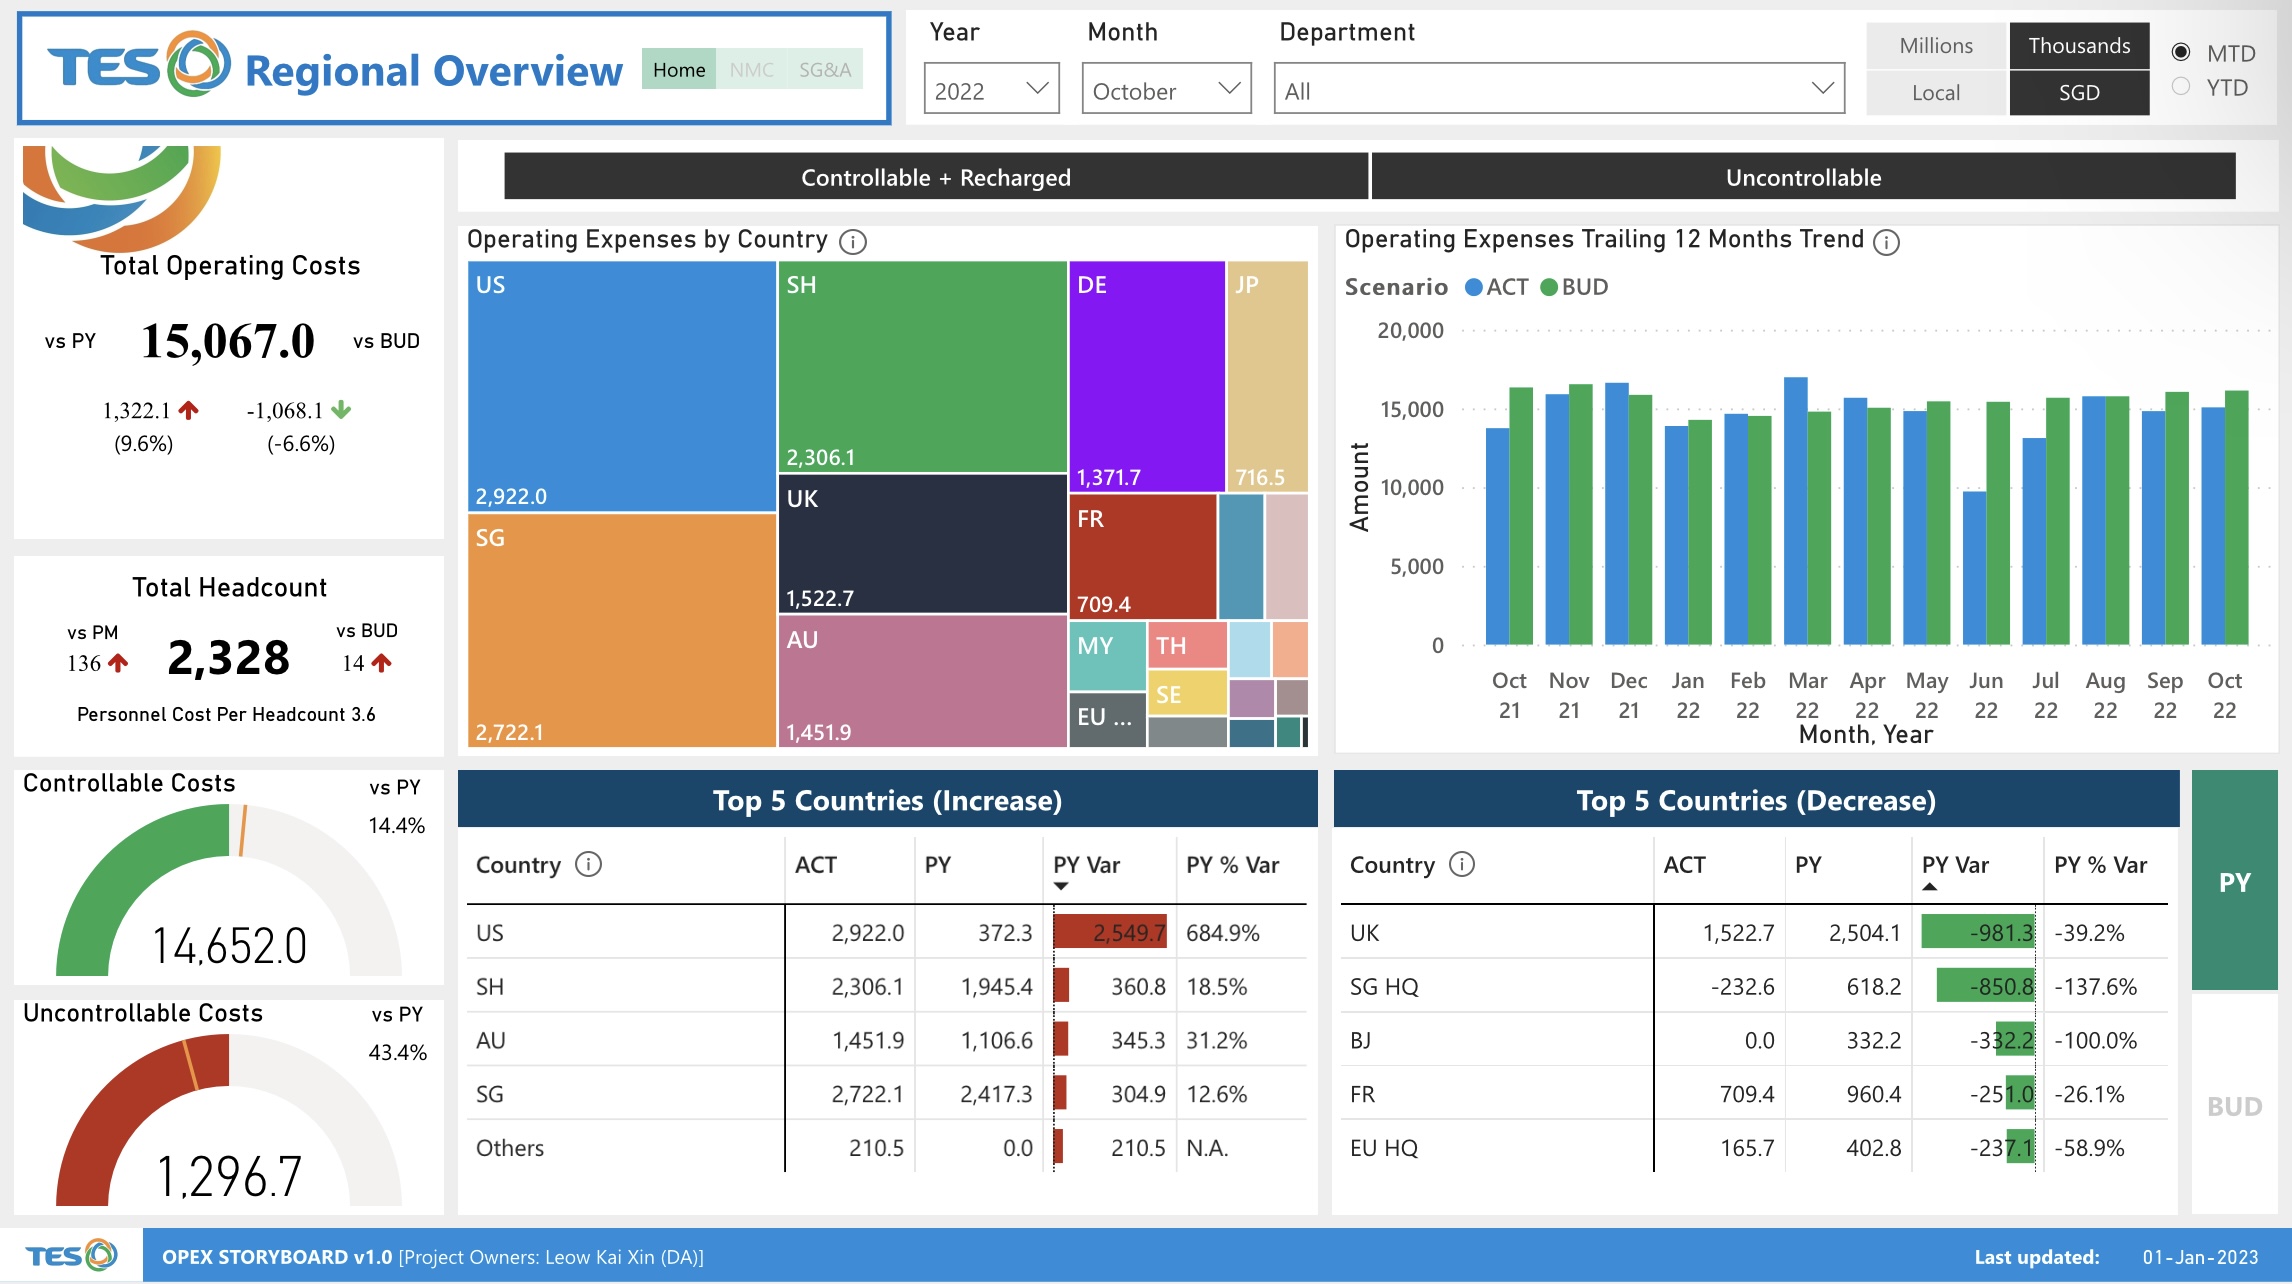 TES Regional Overview
Home NMC SG&A
Year Month Department
2022 October All
Millions Thousands
Local SGD
MTD
YTD
Controllable + Recharged Uncontrollable
Total Operating Costs
vs PY 15,067.0 vs BUD
1,322.1 -1,068.1
(9.6%) (-6.6%)
Total Headcount
vs PM 2,328 vs BUD
136 14
Personnel Cost Per Headcount 3.6
Controllable Costs vs PY
14.4%
14,652.0
Uncontrollable Costs vs PY
43.4%
1,296.7
Operating Expenses by Country
US
2,922.0
SG
2,722.1
SH
2,306.1
UK
1,522.7
AU
1,451.9
DE
1,371.7
JP
716.5
FR
709.4
MY
TH
SE
EU ...
Operating Expenses Trailing 12 Months Trend
Scenario ACT BUD
20,000
15,000
10,000
5,000
0
Amount
Oct Nov Dec Jan Feb Mar Apr May Jun Jul Aug Sep Oct
21 21 21 22 22 22 22 22 22 22 22 22 22
Month, Year
Top 5 Countries (Increase)
Country ACT PY PY Var PY % Var
US 2,922.0 372.3 2,549.7 684.9%
SH 2,306.1 1,945.4 360.8 18.5%
AU 1,451.9 1,106.6 345.3 31.2%
SG 2,722.1 2,417.3 304.9 12.6%
Others 210.5 0.0 210.5 N.A.
Top 5 Countries (Decrease)
Country ACT PY PY Var PY % Var
UK 1,522.7 2,504.1 -981.3 -39.2%
SG HQ -232.6 618.2 -850.8 -137.6%
BJ 0.0 332.2 -332.2 -100.0%
FR 709.4 960.4 -251.0 -26.1%
EU HQ 165.7 402.8 -237.1 -58.9%
PY
BUD
TES OPEX STORYBOARD v1.0 [Project Owners: Leow Kai Xin (DA)] Last updated: 01-Jan-2023